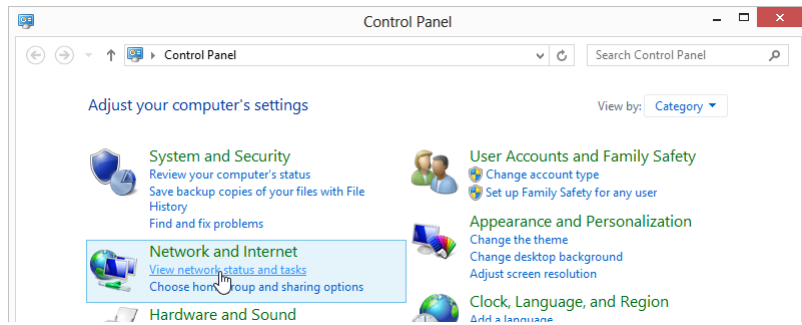 Control Panel
Control Panel
Search Control Panel
Adjust your computer's settings
View by: Category
System and Security
Review your computer's status
Save backup copies of your files with File
History
Find and fix problems
Network and Internet
View network status and tasks
Choose homegroup and sharing options
Hardware and Sound
User Accounts and Family Safety
Change account type
Set up Family Safety for any user
Appearance and Personalization
Change the theme
Change desktop background
Adjust screen resolution
Clock, Language, and Region
Add a language